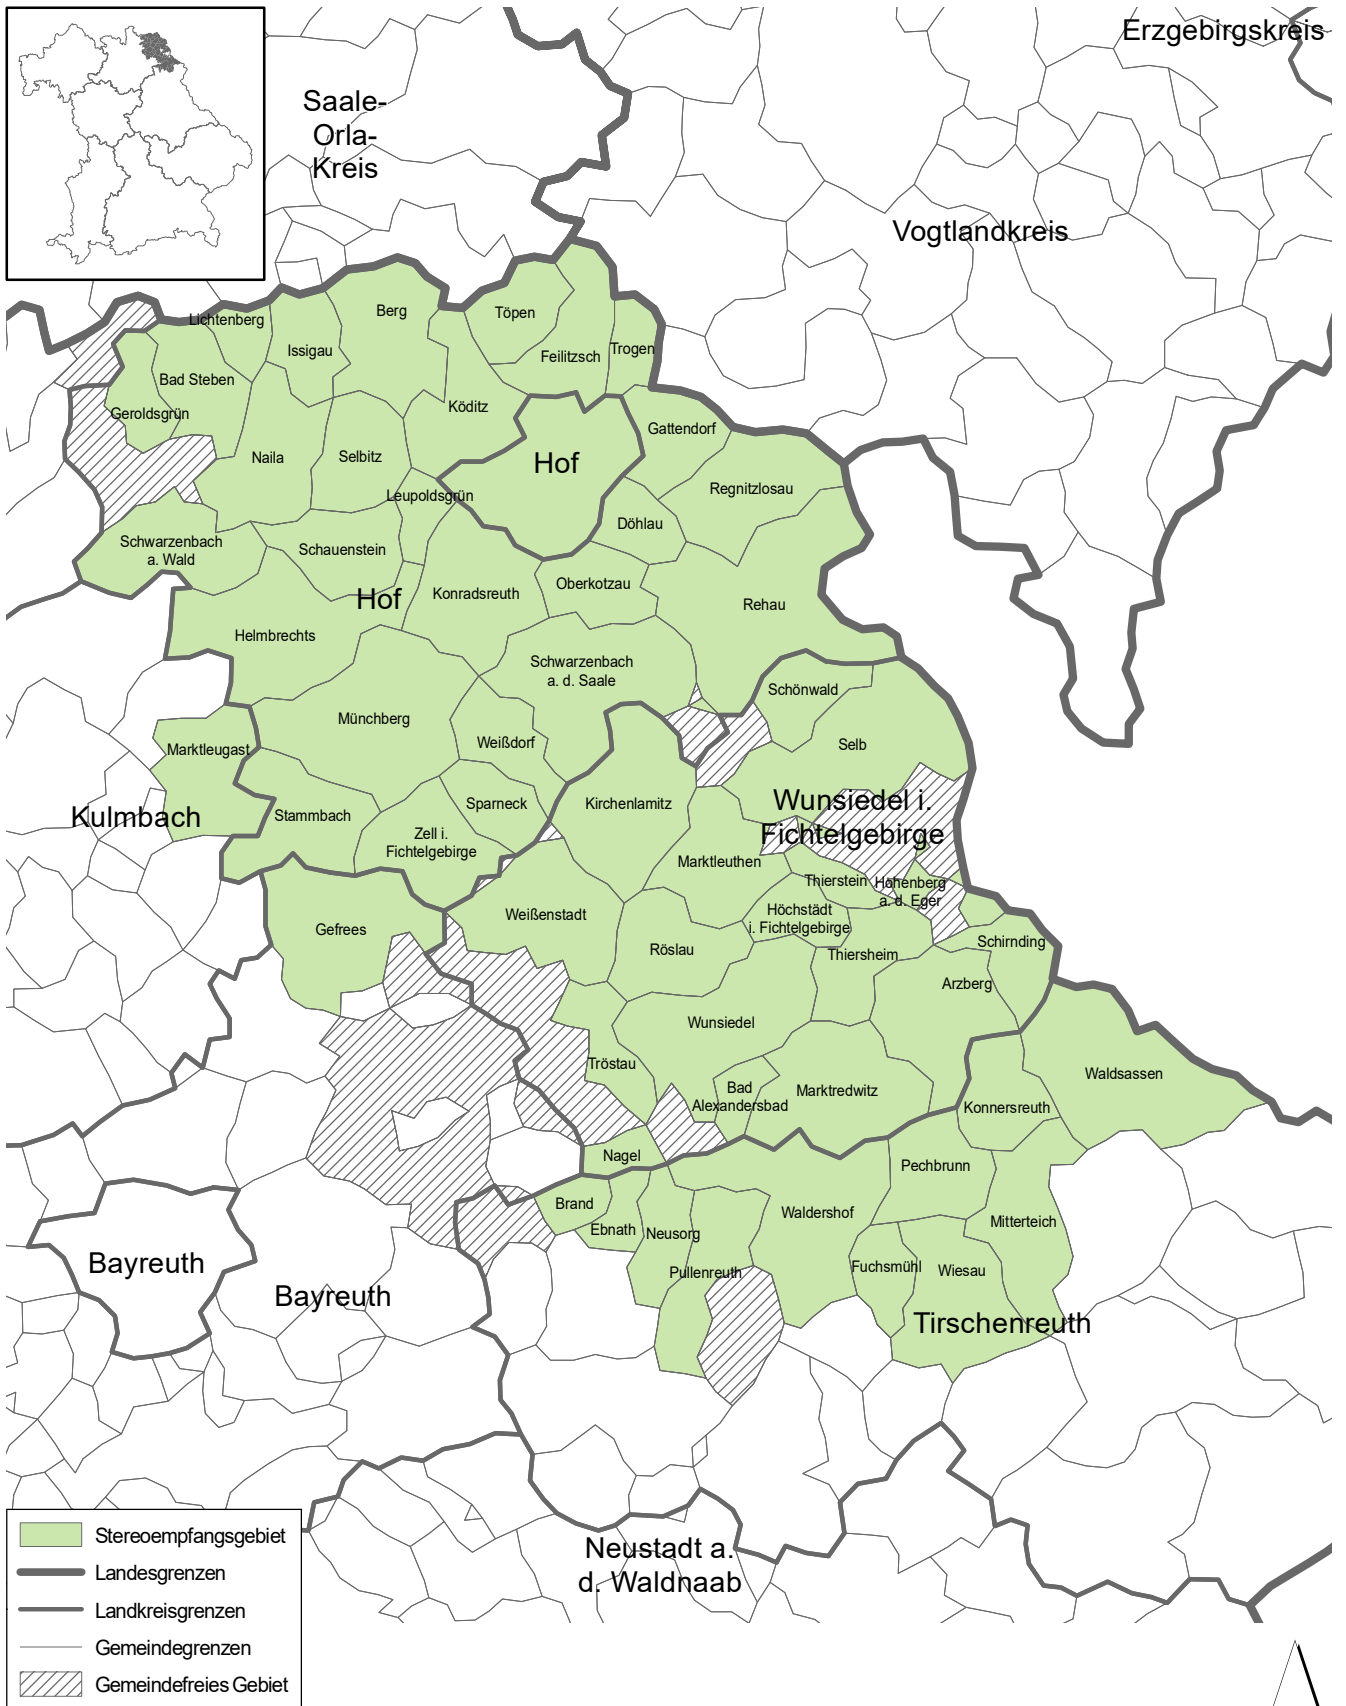 Erzgebirgskreis
Saale-
Orla-
Kreis
Vogtlandkreis
Lichtenberg
Berg
Töpen
Issigau
Feilitzsch
Trogen
Bad Steben
Geroldsgrün
Köditz
Gattendorf
Naila
Selbitz
Hof
Leupoldsgrün
Regnitzlosau
Döhlau
Schwarzenbach
a. Wald
Schauenstein
Oberkotzau
Konradsreuth
Hof
Rehau
Helmbrechts
Schwarzenbach
a. d. Saale
Schönwald
Münchberg
Weißdorf
Selb
Marktleugast
Kulmbach
Stammbach
Sparneck
Kirchenlamitz
Wunsiedel i.
Fichtelgebirge
Zell i.
Fichtelgebirge
Marktleuthen
Thierstein
Hohenberg
a. d. Eger
Höchstädt
i. Fichtelgebirge
Weißenstadt
Gefrees
Röslau
Thiersheim
Schirnding
Arzberg
Wunsiedel
Tröstau
Bad
Alexandersbad
Marktredwitz
Waldsassen
Konnersreuth
Nagel
Pechbrunn
Brand
Ebnath
Neusorg
Waldershof
Mitterteich
Pullenreuth
Fuchsmühl
Wiesau
Bayreuth
Bayreuth
Tirschenreuth
Neustadt a.
d. Waldnaab
Stereoempfangsgebiet
Landesgrenzen
Landkreisgrenzen
Gemeindegrenzen
Gemeindefreies Gebiet